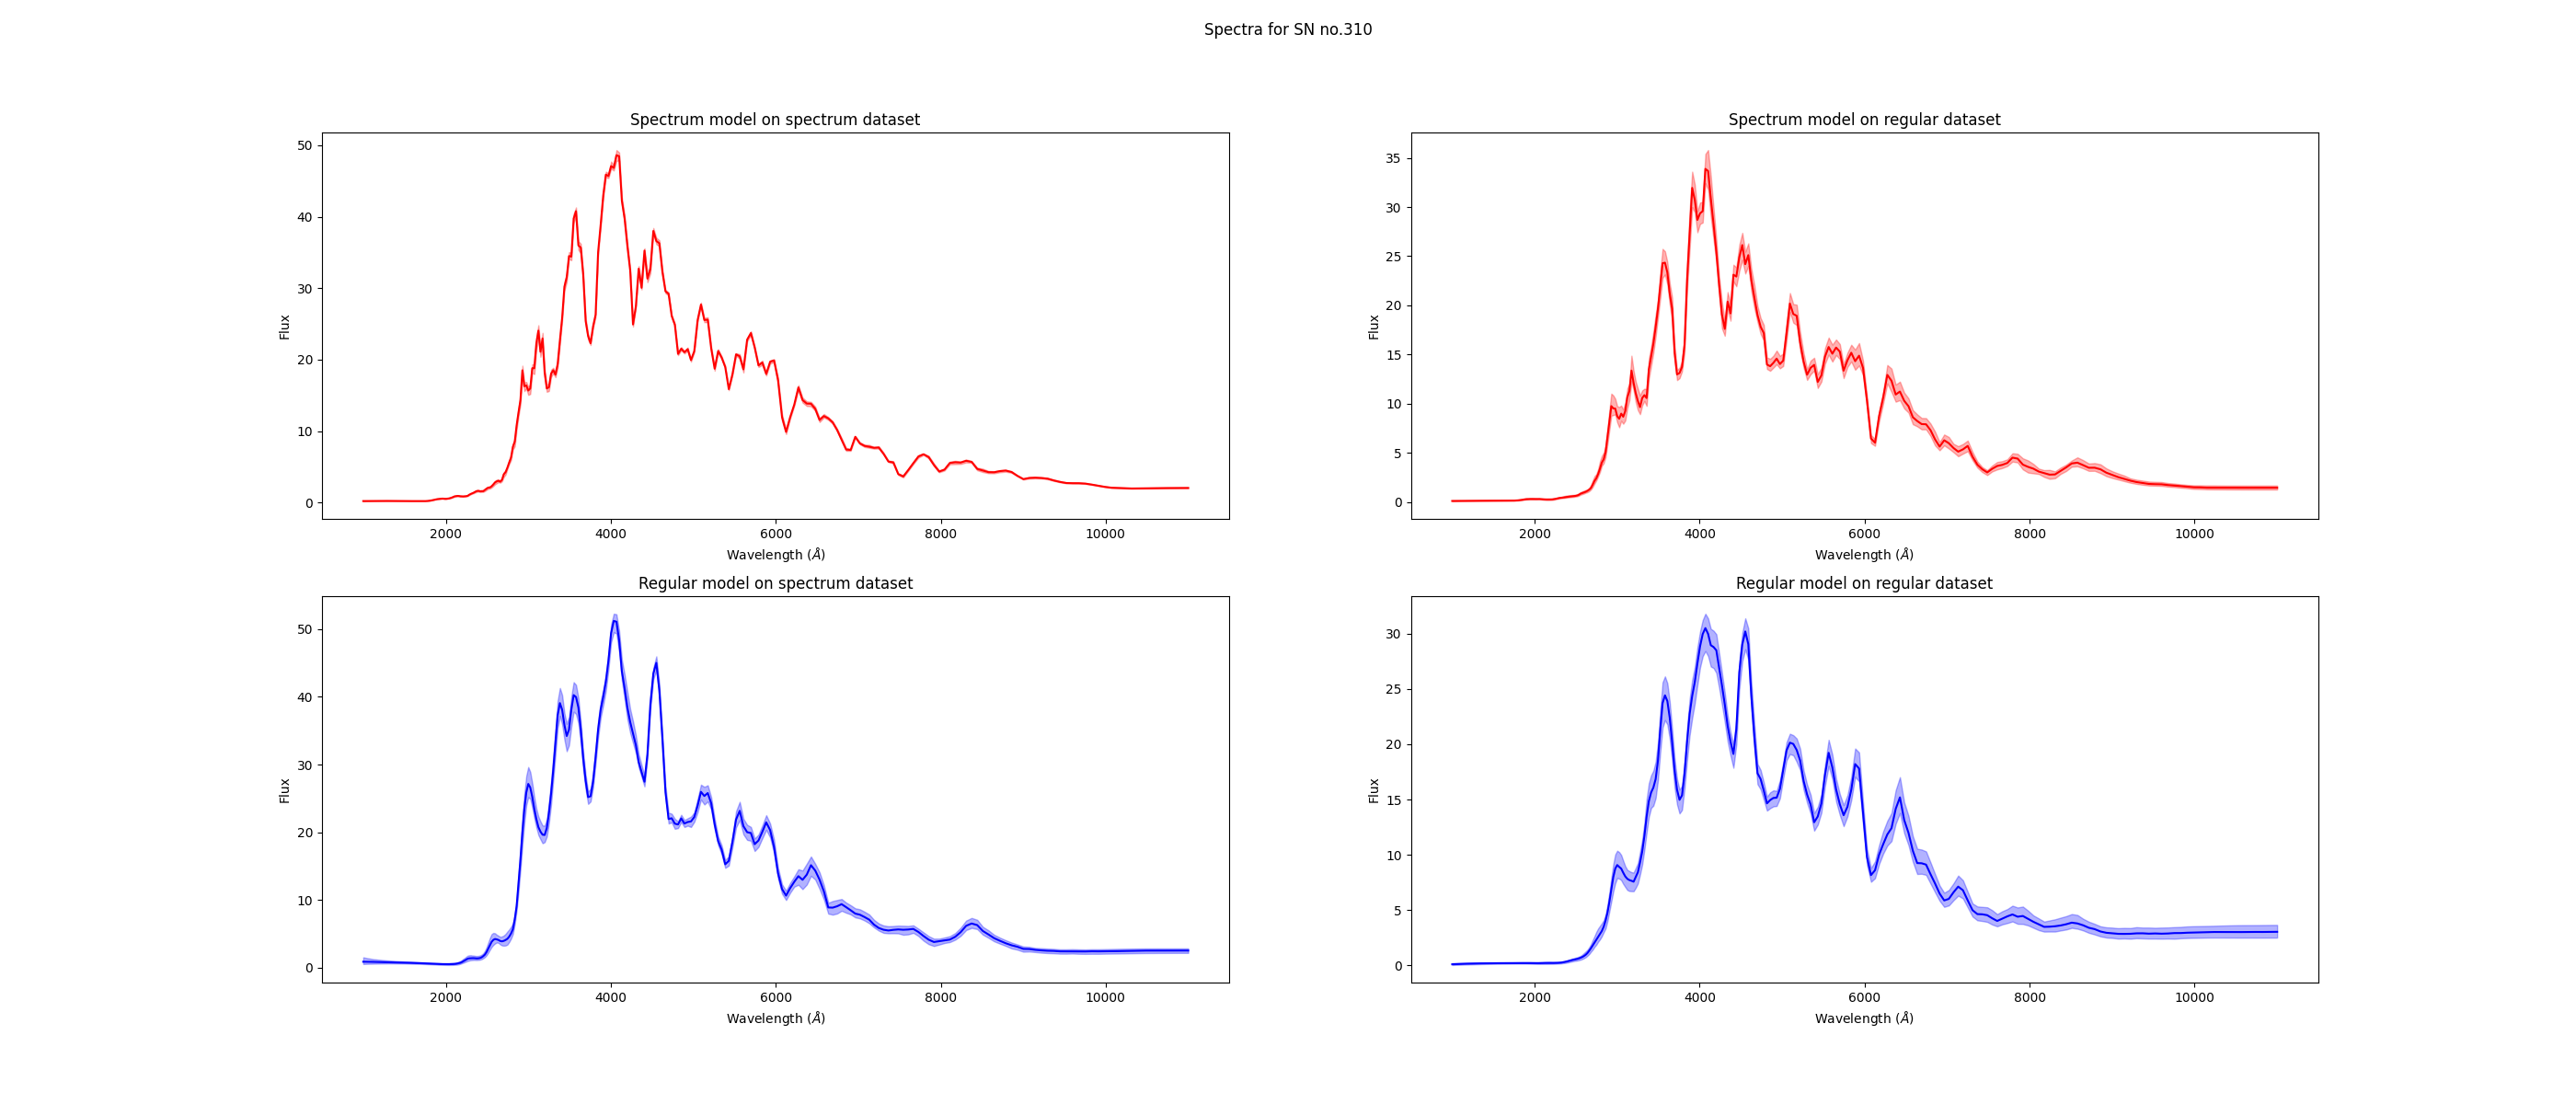 Spectra for SN no.310
Spectrum model on spectrum dataset
50
40
30
20
10
0
Flux
2000 4000 6000 8000 10000
Wavelength (Å)
Spectrum model on regular dataset
35
30
25
20
15
10
5
0
Flux
2000 4000 6000 8000 10000
Wavelength (Å)
Regular model on spectrum dataset
50
40
30
20
10
0
Flux
2000 4000 6000 8000 10000
Wavelength (Å)
Regular model on regular dataset
30
25
20
15
10
5
0
Flux
2000 4000 6000 8000 10000
Wavelength (Å)